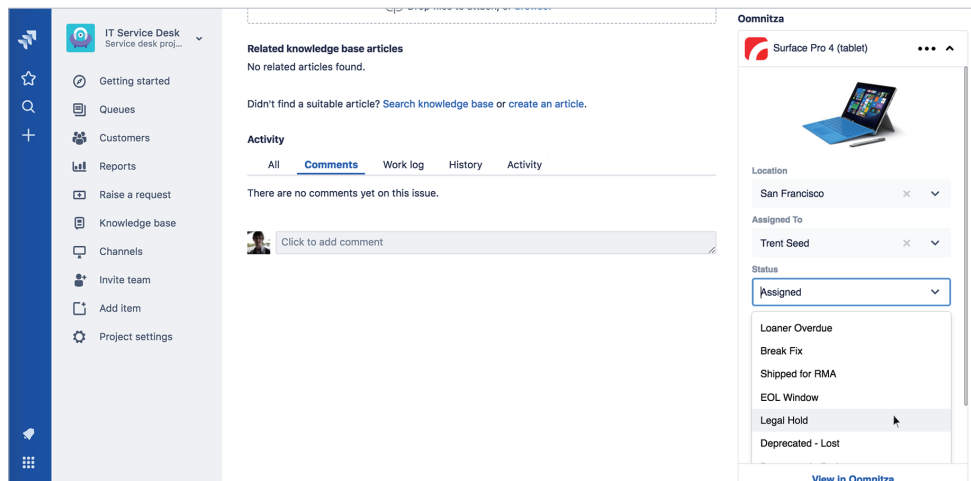 IT Service Desk
Service desk proj...
Getting started
Queues
Customers
Reports
Raise a request
Knowledge base
Channels
Invite team
Add item
Project settings
Related knowledge base articles
No related articles found.
Didn't find a suitable article? Search knowledge base or create an article.
Activity
All Comments Work log History Activity
There are no comments yet on this issue.
Click to add comment
Oomnitza
Surface Pro 4 (tablet)
Location
San Francisco
Assigned To
Trent Seed
Status
Assigned
Loaner Overdue
Break Fix
Shipped for RMA
EOL Window
Legal Hold
Deprecated - Lost
View in Oomnitza